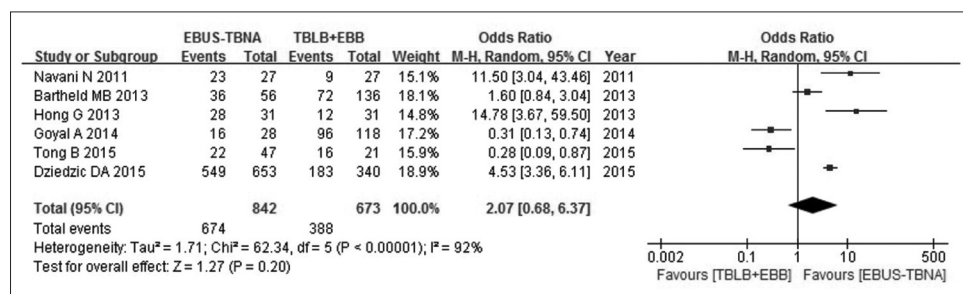 EBUS-TBNA TBLB+EBB Odds Ratio Odds Ratio
Study or Subgroup Events Total Events Total Weight M-H, Random, 95% CI Year M-H, Random, 95% CI
Navani N 2011 23 27 9 27 15.1% 11.50 [3.04, 43.46] 2011
Bartheld MB 2013 36 56 72 136 18.1% 1.60 [0.84, 3.04] 2013
Hong G 2013 28 31 12 31 14.8% 14.78 [3.67, 59.50] 2013
Goyal A 2014 16 28 96 118 17.2% 0.31 [0.13, 0.74] 2014
Tong B 2015 22 47 16 21 15.9% 0.28 [0.09, 0.87] 2015
Dziedzic DA 2015 549 653 183 340 18.9% 4.53 [3.36, 6.11] 2015
Total (95% CI) 842 673 100.0% 2.07 [0.68, 6.37]
Total events 674 388
Heterogeneity: Tau² = 1.71; Chi² = 62.34, df = 5 (P < 0.00001); I² = 92%
Test for overall effect: Z = 1.27 (P = 0.20)
0.002 0.1 1 10 500
Favours [TBLB+EBB] Favours [EBUS-TBNA]